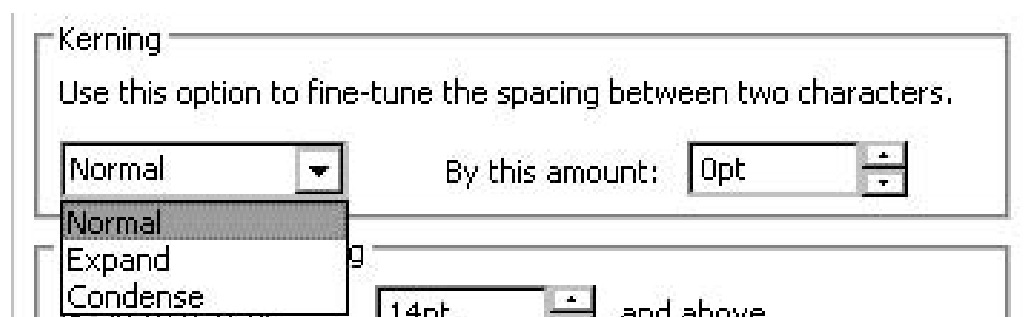 Kerning
Use this option to fine-tune the spacing between two characters.
Normal By this amount: 0pt
Normal
Expand
Condense
14pt and above